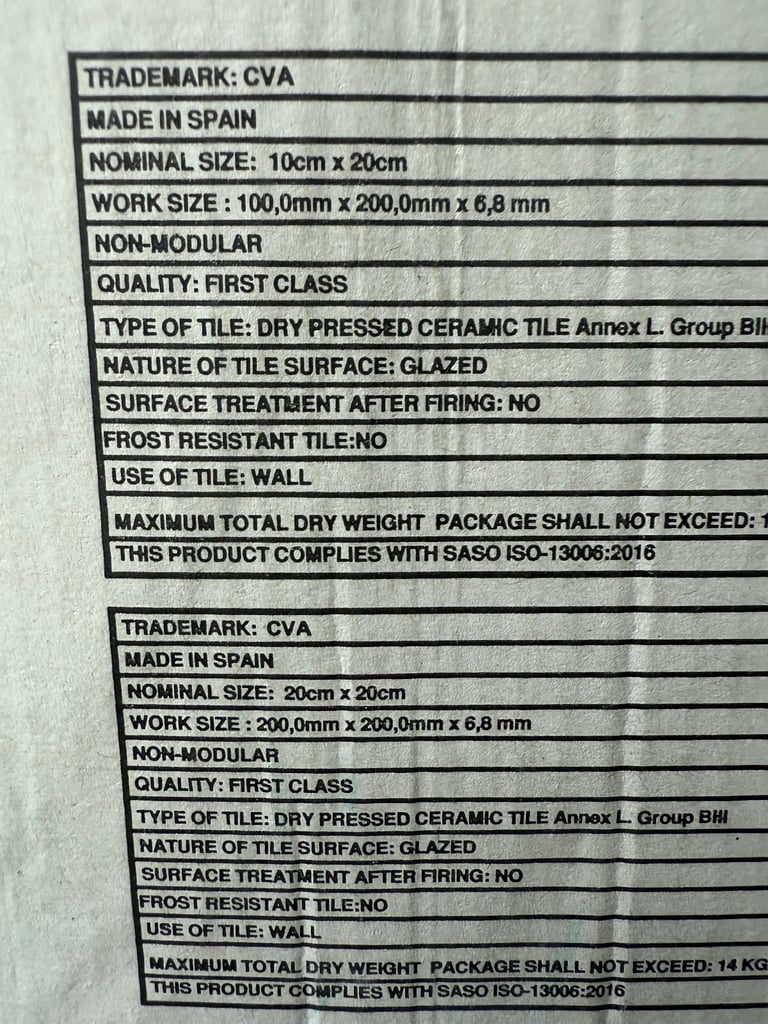 TRADEMARK: CVA
MADE IN SPAIN
NOMINAL SIZE: 10cm x 20cm
WORK SIZE : 100,0mm x 200,0mm x 6,8 mm
NON-MODULAR
QUALITY: FIRST CLASS
TYPE OF TILE: DRY PRESSED CERAMIC TILE Annex L. Group
NATURE OF TILE SURFACE: GLAZED
SURFACE TREATMENT AFTER FIRING: NO
FROST RESISTANT TILE:NO
USE OF TILE: WALL
MAXIMUM TOTAL DRY WEIGHT PACKAGE SHALL NOT EXCEED:
THIS PRODUCT COMPLIES WITH SASO ISO-13006:2016
TRADEMARK: CVA
MADE IN SPAIN
NOMINAL SIZE: 20cm x 20cm
WORK SIZE : 200,0mm x 200,0mm x 6,8 mm
NON-MODULAR
QUALITY: FIRST CLASS
TYPE OF TILE: DRY PRESSED CERAMIC TILE Annex L. Group BIII
NATURE OF TILE SURFACE: GLAZED
SURFACE TREATMENT AFTER FIRING: NO
FROST RESISTANT TILE:NO
USE OF TILE: WALL
MAXIMUM TOTAL DRY WEIGHT PACKAGE SHALL NOT EXCEED: 14 KG
THIS PRODUCT COMPLIES WITH SASO ISO-13006:2016